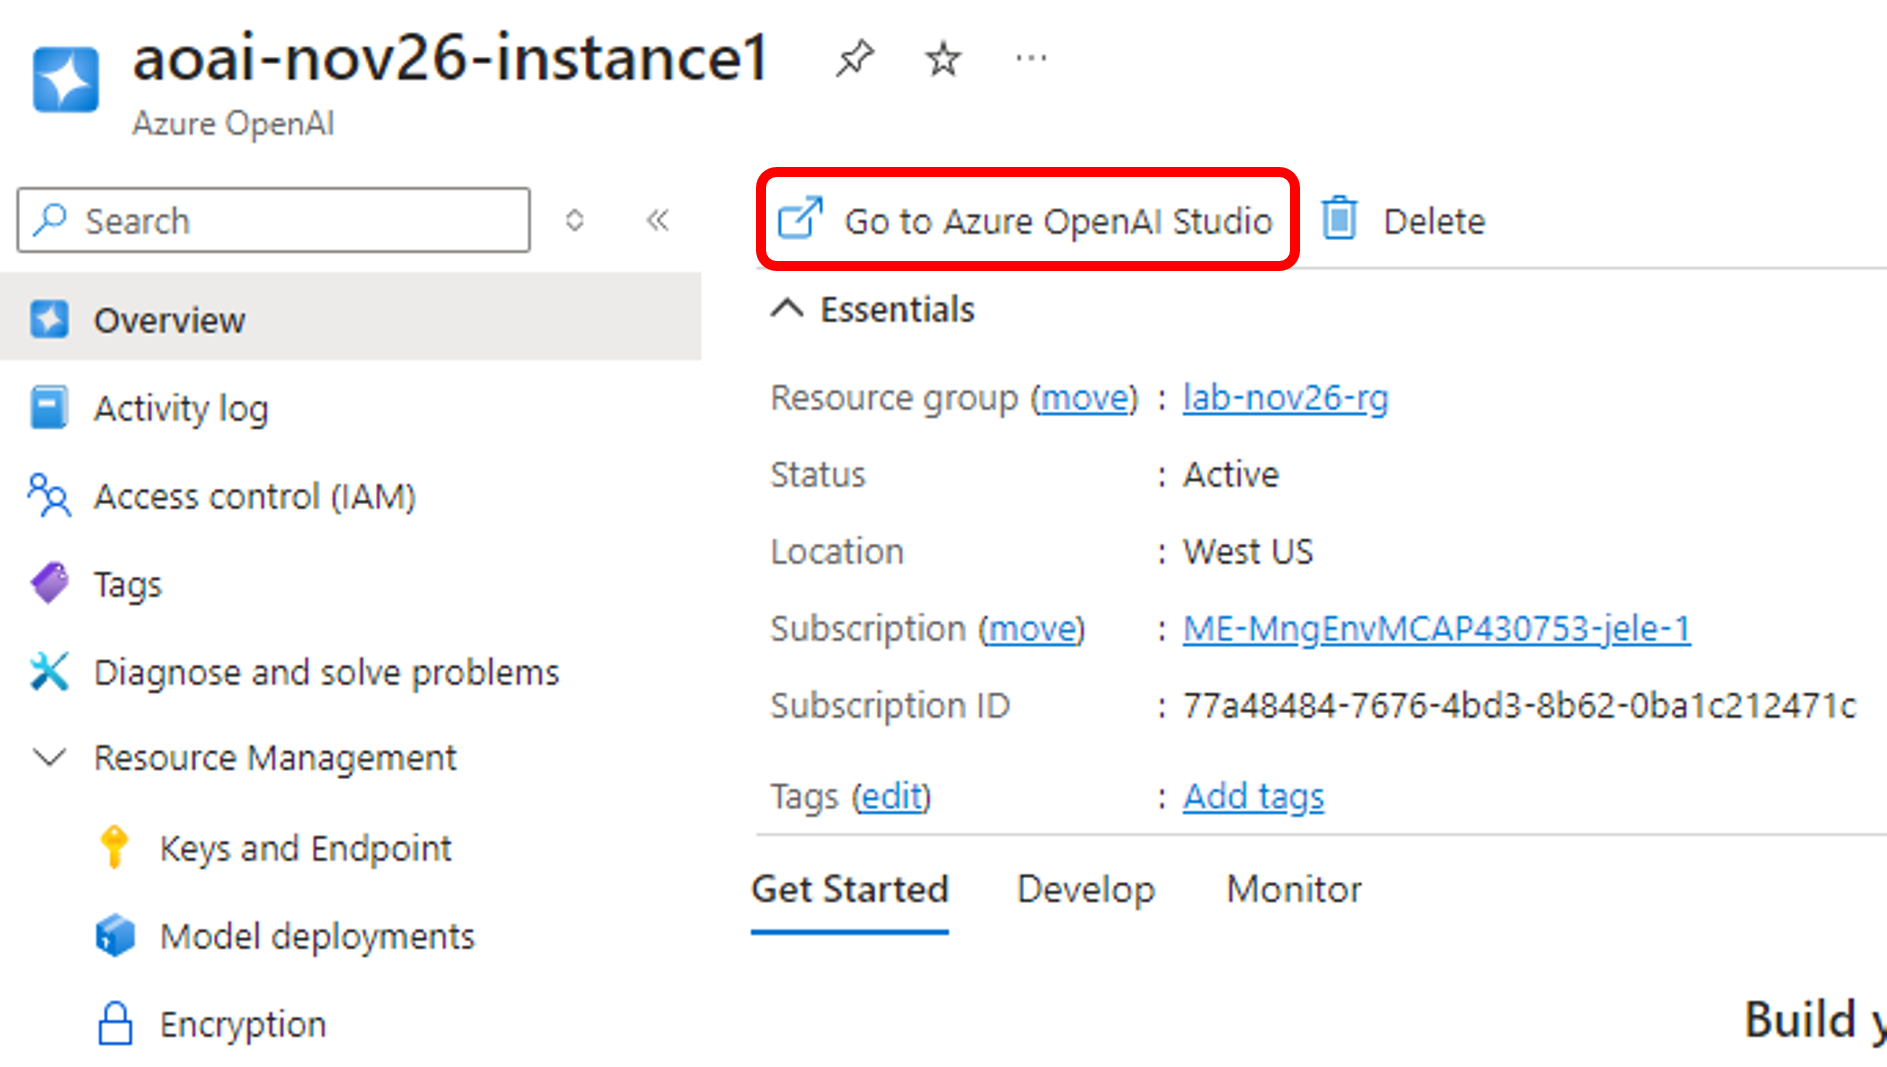 aoai-nov26-instance1
Azure OpenAI
Search
Overview
Activity log
Access control (IAM)
Tags
Diagnose and solve problems
Resource Management
Keys and Endpoint
Model deployments
Encryption
Go to Azure OpenAI Studio
Delete
Essentials
Resource group (move) : lab-nov26-rg
Status : Active
Location : West US
Subscription (move) : ME-MngEnvMCAP430753-jele-1
Subscription ID : 77a48484-7676-4bd3-8b62-0ba1c212471c
Tags (edit) : Add tags
Get Started Develop Monitor
Build y